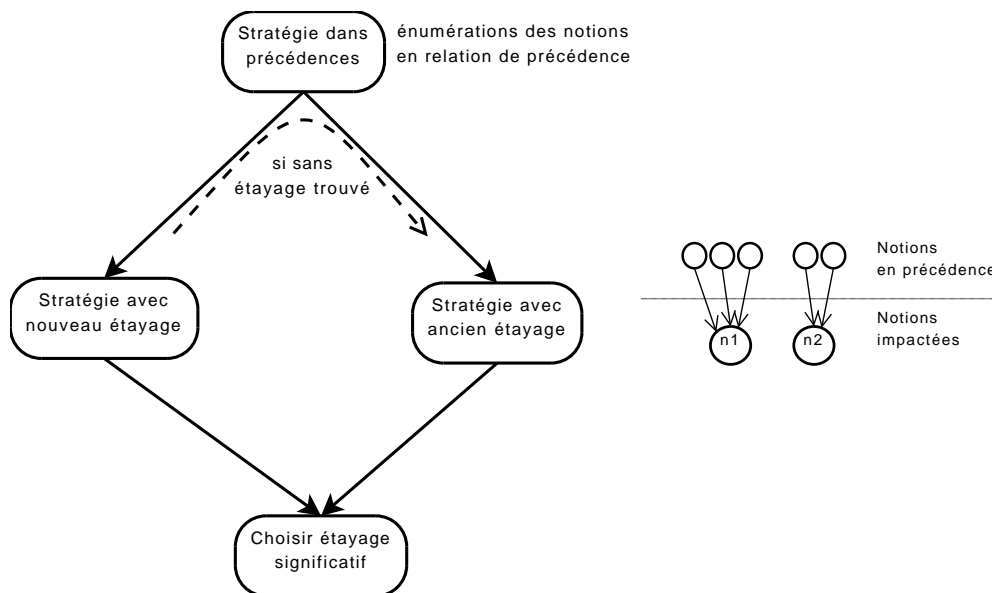 Stratégie dans
précédences
énumérations des notions
en relation de précédence
si sans
étayage trouvé
Stratégie avec
nouveau étayage
Stratégie avec
ancien étayage
Choisir étayage
significatif
Notions
en précédence
Notions
impactées
n1
n2